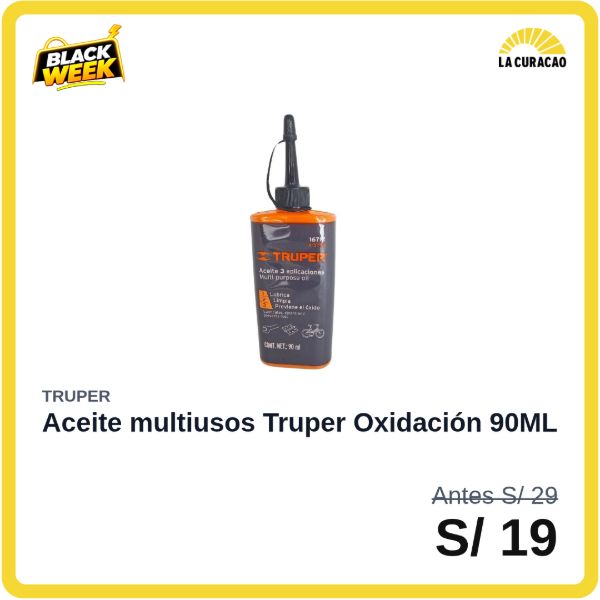 BLACK
WEEK
LA CURACAO
TRUPER
Aceite 3 aplicaciones
Multi-purpose oil
Lubrica
Limpia
Previene el Óxido
CONT. NET.: 90 ml
TRUPER
Aceite multiusos Truper Oxidación 90ML
Antes S/ 29
S/ 19